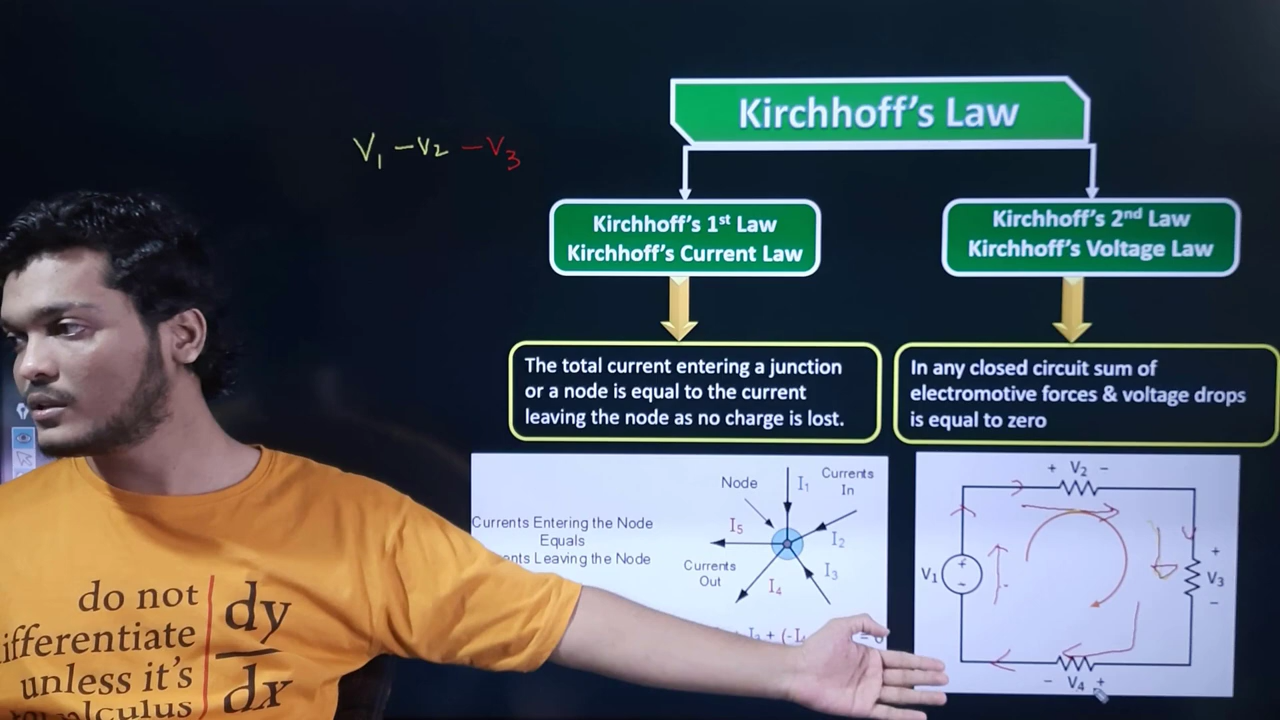 V₁ – V₂ – V₃
Kirchhoff's Law
Kirchhoff's 1st Law
Kirchhoff's Current Law
Kirchhoff's 2nd Law
Kirchhoff's Voltage Law
The total current entering a junction
or a node is equal to the current
leaving the node as no charge is lost.
In any closed circuit sum of
electromotive forces & voltage drops
is equal to zero
Currents Entering the Node
Equals
nts Leaving the Node
Node
I₁
Currents
In
I₂
I₃
I₄
I₅
Currents
Out
+ (-I
+ V₂ -
V₁
+
-
+
V₃
-
- V₄ +
do not
ifferentiate
unless it's
calculus
dy
dx